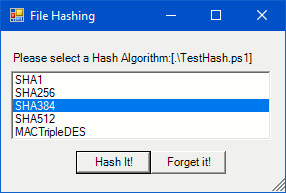 File Hashing
Please select a Hash Algorithm:[.\TestHash.ps1]
SHA1
SHA256
SHA384
SHA512
MACTripleDES
Hash It! Forget it!